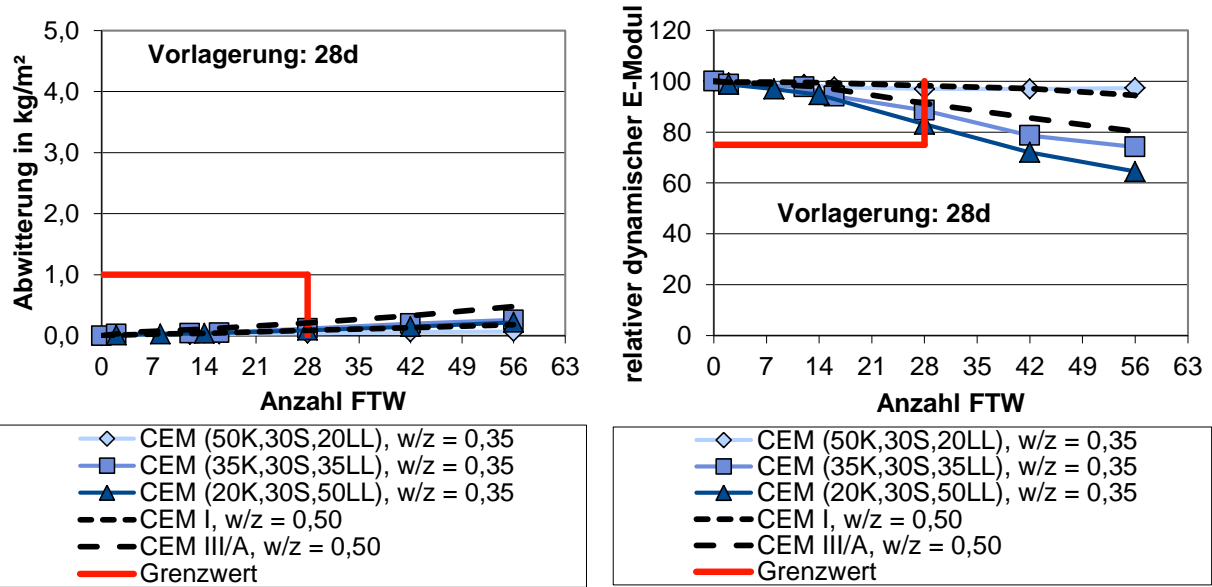 Abwitterung in kg/m²
5,0
4,0
3,0
2,0
1,0
0,0
Vorlagerung: 28d
0 7 14 21 28 35 42 49 56 63
Anzahl FTW
CEM (50K,30S,20LL), w/z = 0,35
CEM (35K,30S,35LL), w/z = 0,35
CEM (20K,30S,50LL), w/z = 0,35
CEM I, w/z = 0,50
CEM III/A, w/z = 0,50
Grenzwert
relativer dynamischer E-Modul
120
100
80
60
40
20
0
Vorlagerung: 28d
0 7 14 21 28 35 42 49 56 63
Anzahl FTW
CEM (50K,30S,20LL), w/z = 0,35
CEM (35K,30S,35LL), w/z = 0,35
CEM (20K,30S,50LL), w/z = 0,35
CEM I, w/z = 0,50
CEM III/A, w/z = 0,50
Grenzwert